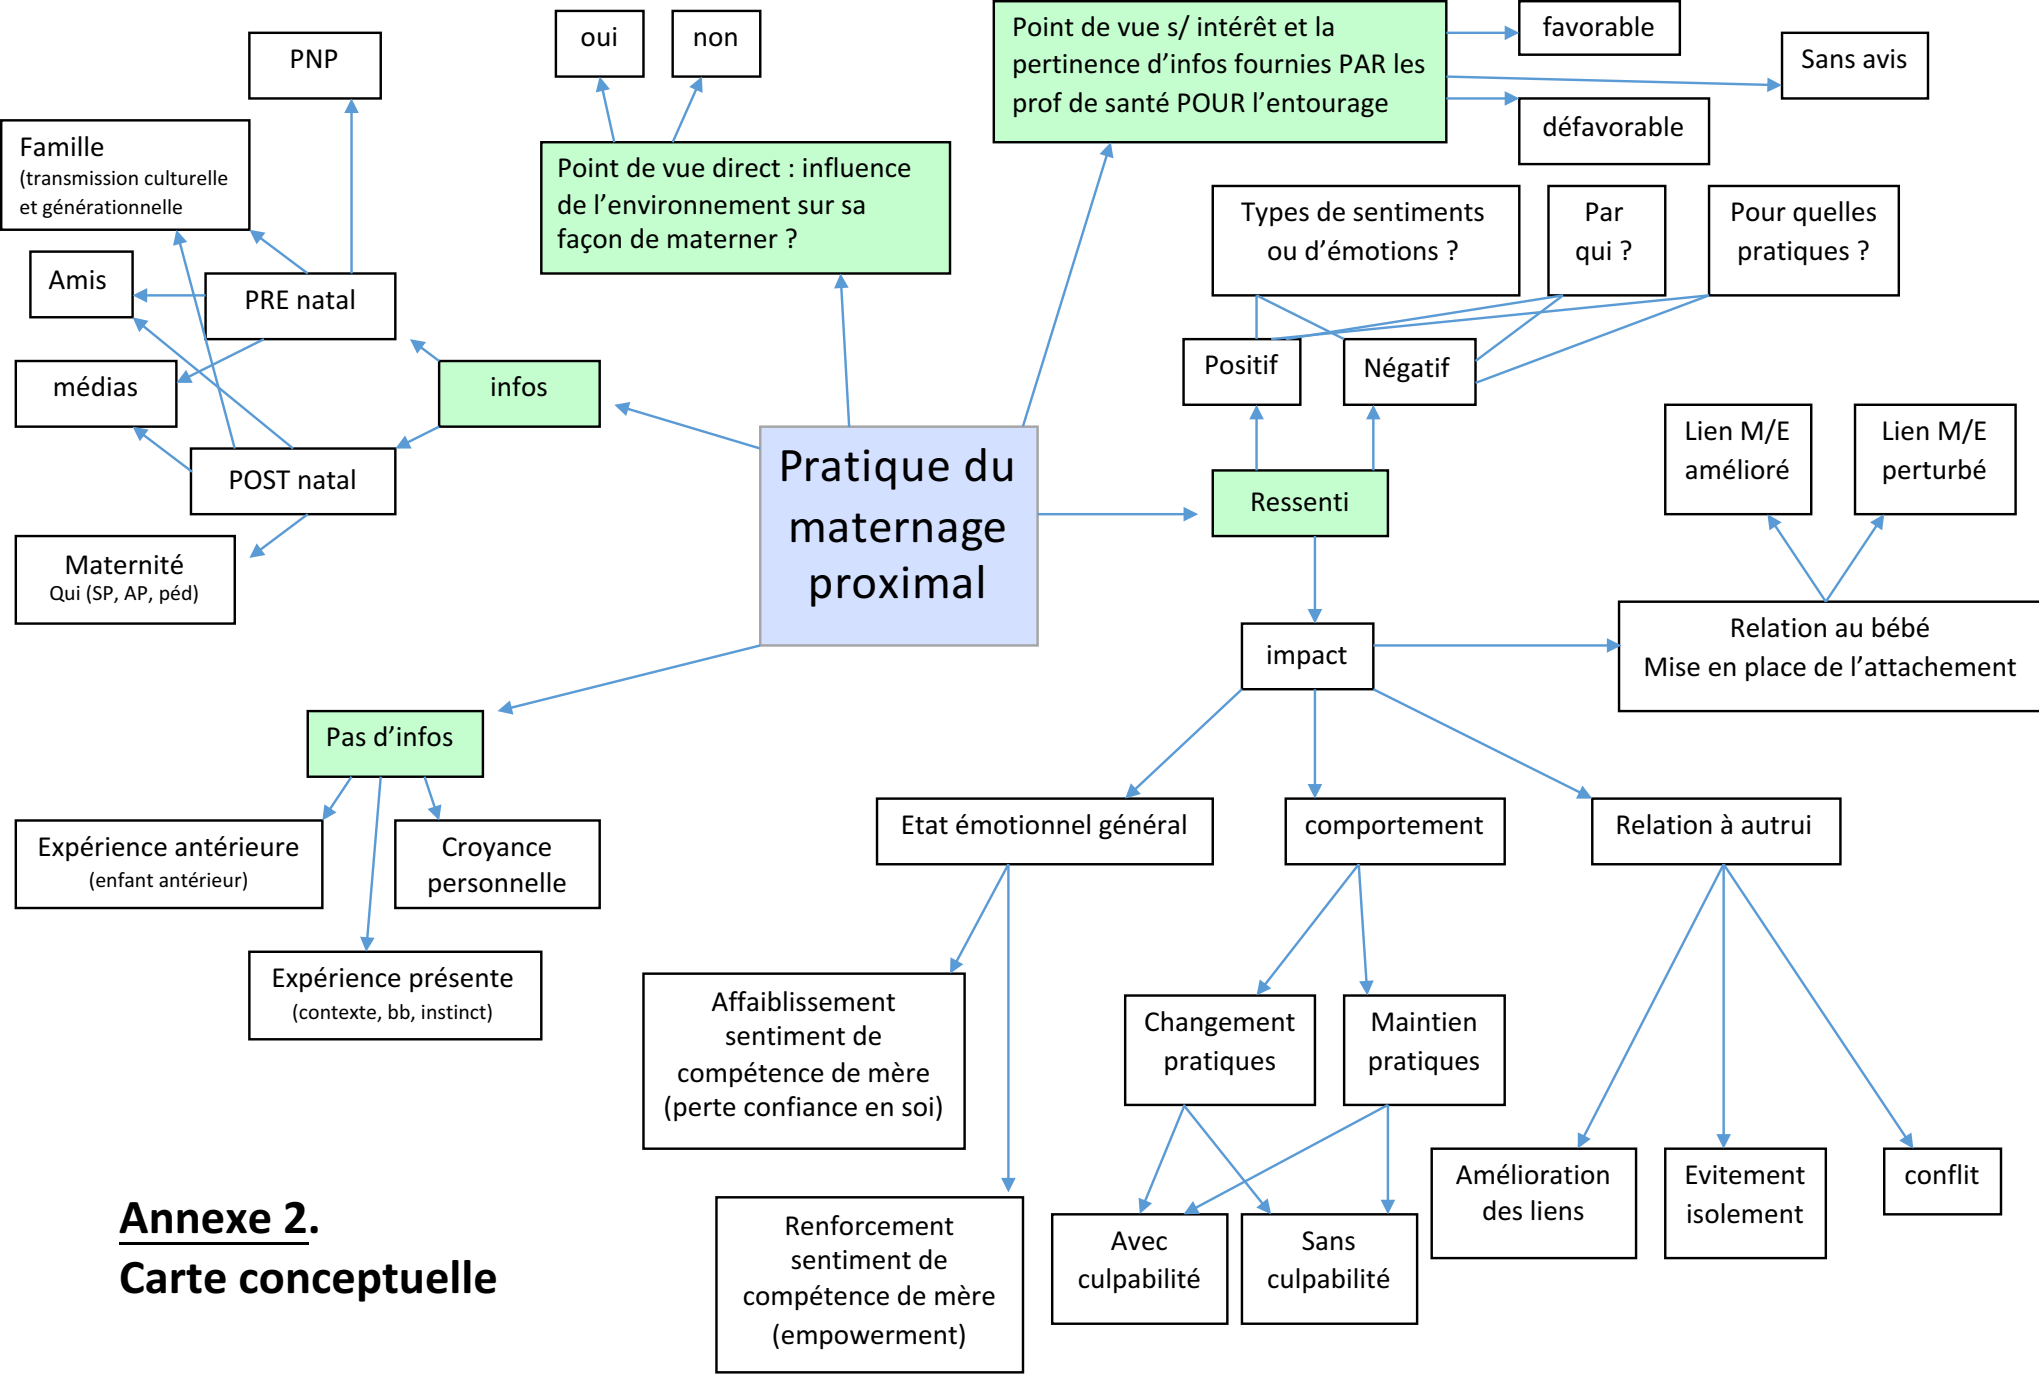 PNP
oui
non
Point de vue s/ intérêt et la
pertinence d’infos fournies PAR les
prof de santé POUR l’entourage
favorable
Sans avis
défavorable
Famille
(transmission culturelle
et générationnelle
Point de vue direct : influence
de l’environnement sur sa
façon de materner ?
Types de sentiments
ou d’émotions ?
Par
qui ?
Pour quelles
pratiques ?
Amis
PRE natal
médias
infos
Positif
Négatif
POST natal
Pratique du
maternage
proximal
Ressenti
Lien M/E
amélioré
Lien M/E
perturbé
Maternité
Qui (SP, AP, péd)
impact
Relation au bébé
Mise en place de l’attachement
Pas d’infos
Expérience antérieure
(enfant antérieur)
Croyance
personnelle
Etat émotionnel général
comportement
Relation à autrui
Expérience présente
(contexte, bb, instinct)
Affaiblissement
sentiment de
compétence de mère
(perte confiance en soi)
Changement
pratiques
Maintien
pratiques
Renforcement
sentiment de
compétence de mère
(empowerment)
Avec
culpabilité
Sans
culpabilité
Amélioration
des liens
Evitement
isolement
conflit
Annexe 2.
Carte conceptuelle